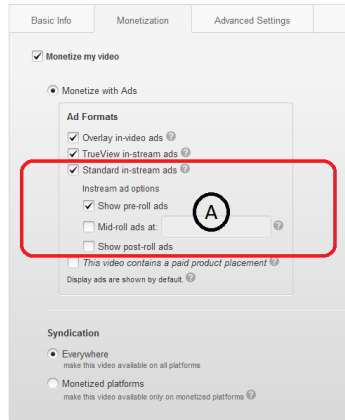 Basic Info Monetization Advanced Settings
Monetize my video
Monetize with Ads
Ad Formats
Overlay in-video ads ?
TrueView in-stream ads ?
Standard in-stream ads ?
Instream ad options
Show pre-roll ads
A
Mid-roll ads at: ?
Show post-roll ads
This video contains a paid product placement ?
Display ads are shown by default. ?
Syndication
Everywhere
make this video available on all platforms
Monetized platforms
make this video available only on monetized platforms ?